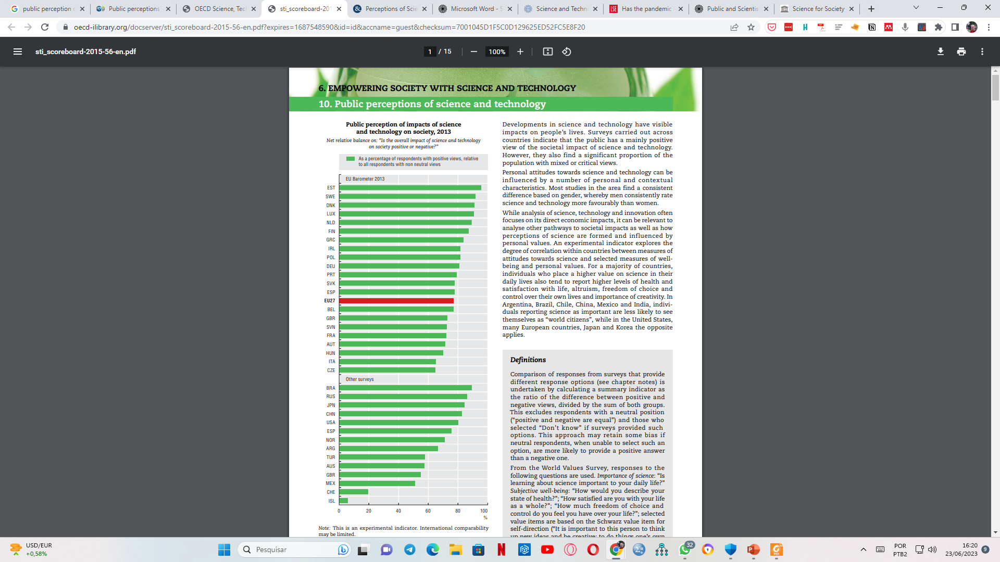 public perception o
Public perceptions
OECD Science, Tec
sti_scoreboard-201
Perceptions of Scie
Microsoft Word - S
Science and Techn
Has the pandemic
Public and Scientis
Science for Society
oecd-ilibrary.org/docserver/sti_scoreboard-2015-56-en.pdf?expires=1687548590&id=id&accname=guest&checksum=7001045D1F5C0D129625ED52FC5E8F20
sti_scoreboard-2015-56-en.pdf
1 / 15
100%
6. EMPOWERING SOCIETY WITH SCIENCE AND TECHNOLOGY
10. Public perceptions of science and technology
Public perception of impacts of science
and technology on society, 2013
Net relative balance on: "Is the overall impact of science and technology
on society positive or negative?"
As a percentage of respondents with positive views, relative
to all respondents with non neutral views
EU Barometer 2013
EST
SWE
DNK
LUX
NLD
FIN
GRC
IRL
POL
DEU
PRT
SVK
ESP
EU27
BEL
GBR
SVN
FRA
AUT
HUN
ITA
CZE
Other surveys
BRA
RUS
JPN
CHN
USA
ESP
NOR
ARG
TUR
AUS
GBR
MEX
CHE
ISL
0 20 40 60 80 100
%
Note: This is an experimental indicator. International comparability
may be limited.
Developments in science and technology have visible
impacts on people's lives. Surveys carried out across
countries indicate that the public has a mainly positive
view of the societal impact of science and technology.
However, they also find a significant proportion of the
population with mixed or critical views.
Personal attitudes towards science and technology can be
influenced by a number of personal and contextual
characteristics. Most studies in the area find a consistent
difference based on gender, whereby men consistently rate
science and technology more favourably than women.
While analysis of science, technology and innovation often
focuses on its direct economic impacts, it can be relevant to
analyse other pathways to societal impacts as well as how
perceptions of science are formed and influenced by
personal values. An experimental indicator explores the
degree of correlation within countries between measures of
attitudes towards science and selected measures of well-
being and personal values. For a majority of countries,
individuals who place a higher value on science in their
daily lives also tend to report higher levels of health and
satisfaction with life, altruism, freedom of choice and
control over their own lives and importance of creativity. In
Argentina, Brazil, Chile, China, Mexico and India, indivi-
duals reporting science as important are less likely to see
themselves as "world citizens", while in the United States,
many European countries, Japan and Korea the opposite
applies.
Definitions
Comparison of responses from surveys that provide
different response options (see chapter notes) is
undertaken by calculating a summary indicator as
the ratio of the difference between positive and
negative views, divided by the sum of both groups.
This excludes respondents with a neutral position
("positive and negative are equal") and those who
selected "Don't know" if surveys provided such
options. This approach may retain some bias if
neutral respondents, when unable to select such an
option, are more likely to provide a positive answer
than a negative one.
From the World Values Survey, responses to the
following questions are used. Importance of science: "Is
learning about science important to your daily life?"
Subjective well-being: "How would you describe your
state of health?"; "How satisfied are you with your life
as a whole?"; "How much freedom of choice and
control do you feel you have over your life?"; selected
value items are based on the Schwarz value item for
self-direction ("It is important to this person to think
up new ideas and be creative; to do things one's own
USD/EUR
+0,58%
Pesquisar
32
POR
PTB2
16:20
23/06/2023
9